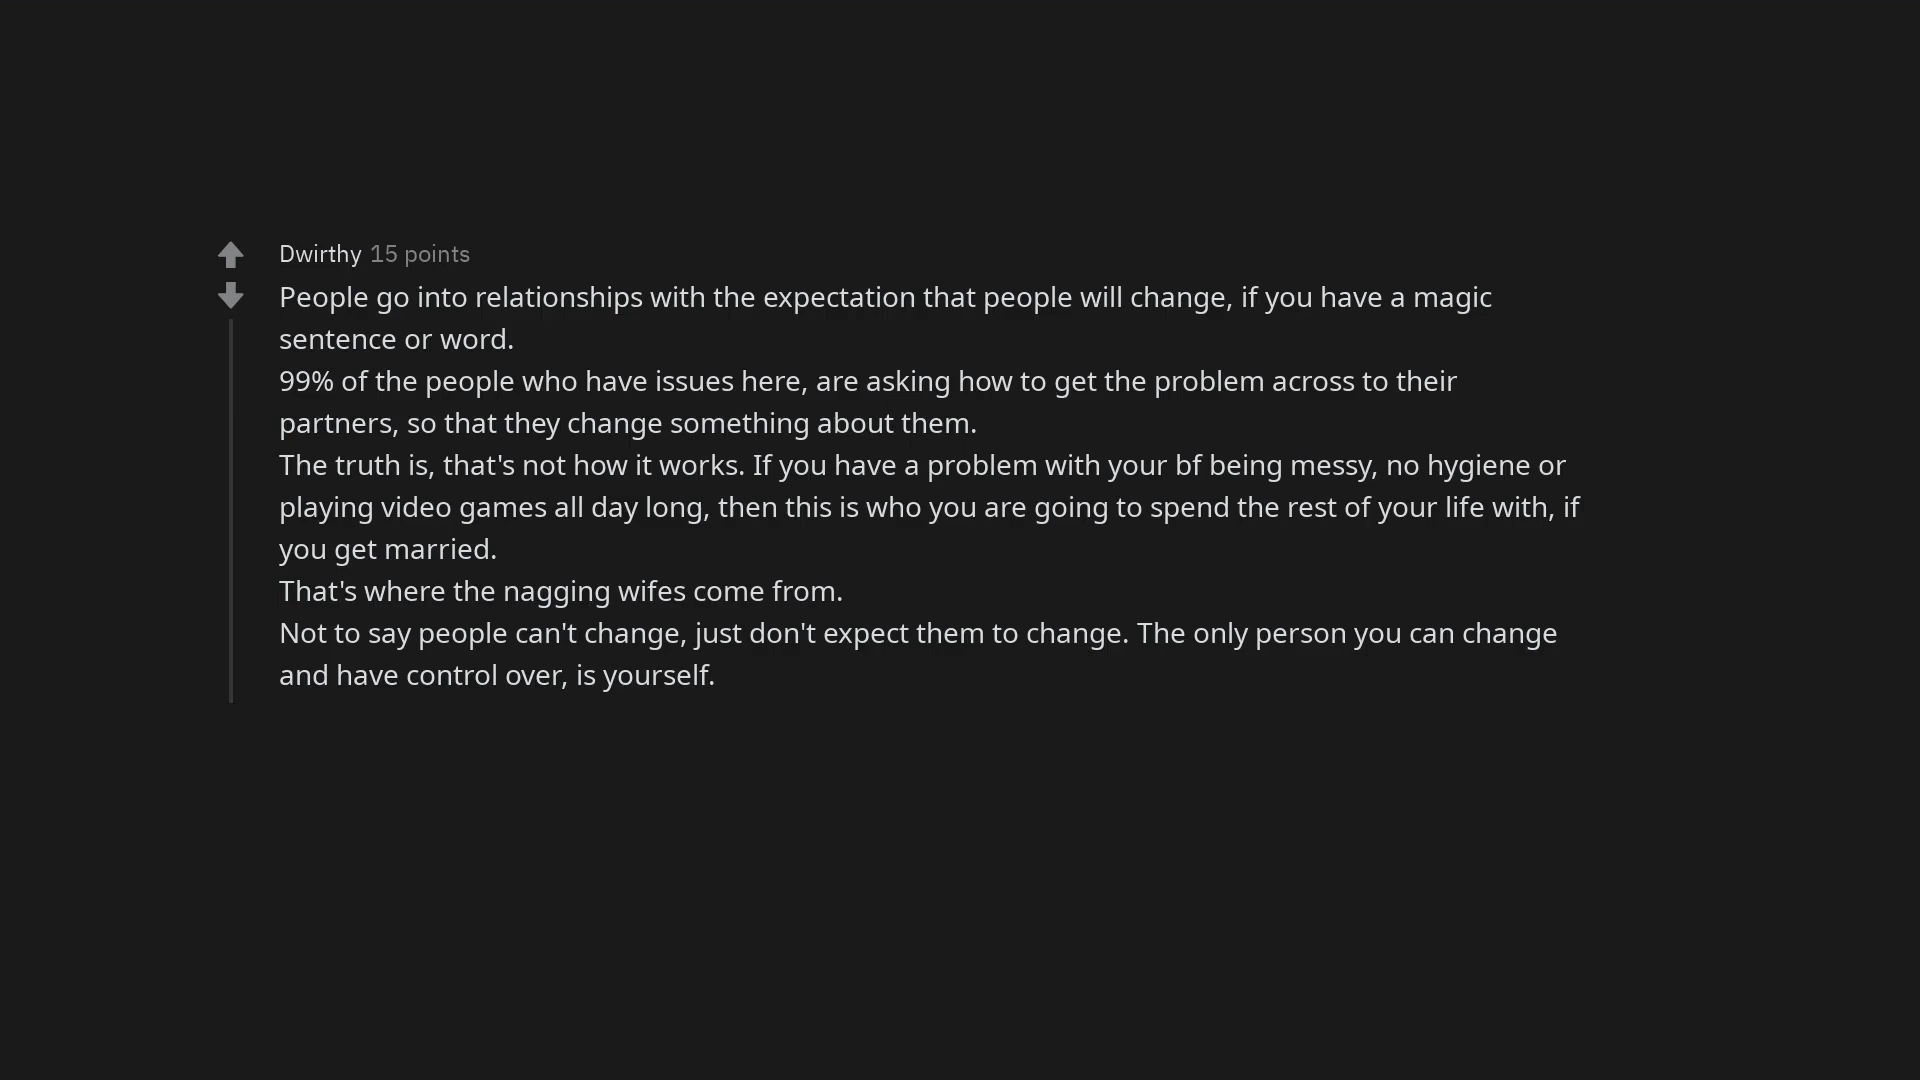 Dwirthy 15 points
People go into relationships with the expectation that people will change, if you have a magic
sentence or word.
99% of the people who have issues here, are asking how to get the problem across to their
partners, so that they change something about them.
The truth is, that's not how it works. If you have a problem with your bf being messy, no hygiene or
playing video games all day long, then this is who you are going to spend the rest of your life with, if
you get married.
That's where the nagging wifes come from.
Not to say people can't change, just don't expect them to change. The only person you can change
and have control over, is yourself.